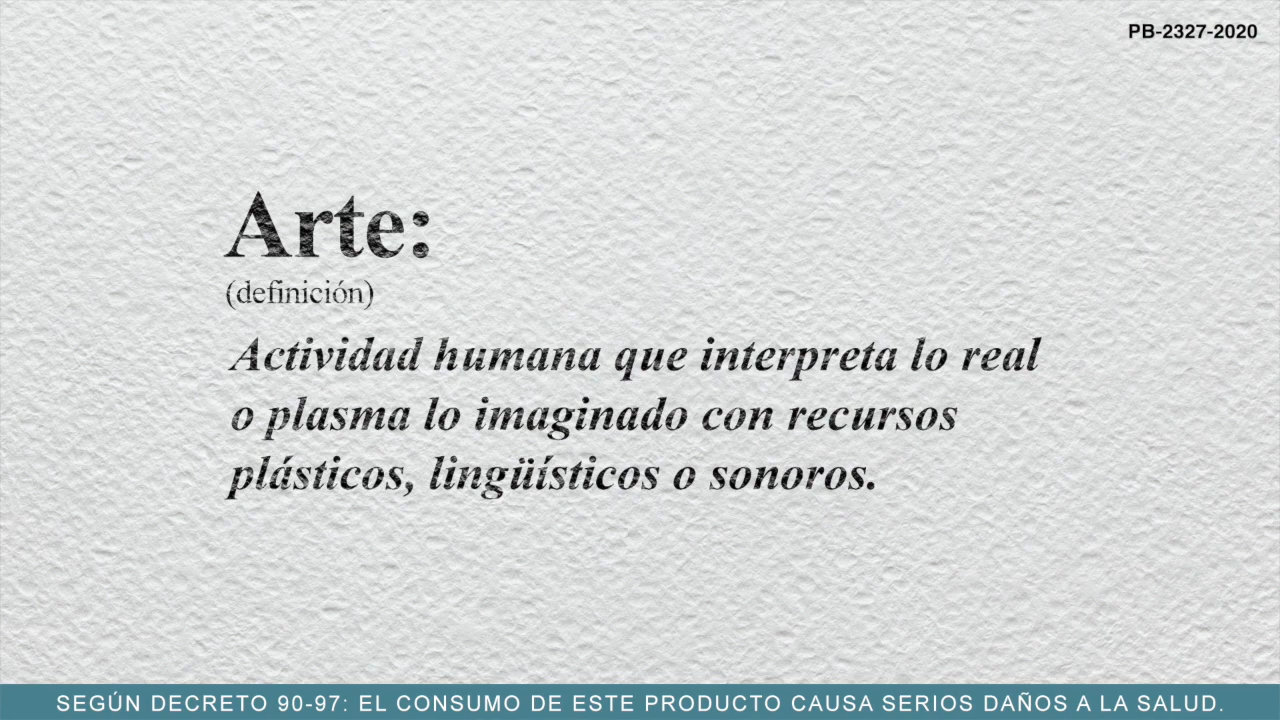 PB-2327-2020
Arte:
(definición)
Actividad humana que interpreta lo real
o plasma lo imaginado con recursos
plásticos, lingüísticos o sonoros.
SEGÚN DECRETO 90-97: EL CONSUMO DE ESTE PRODUCTO CAUSA SERIOS DAÑOS A LA SALUD.